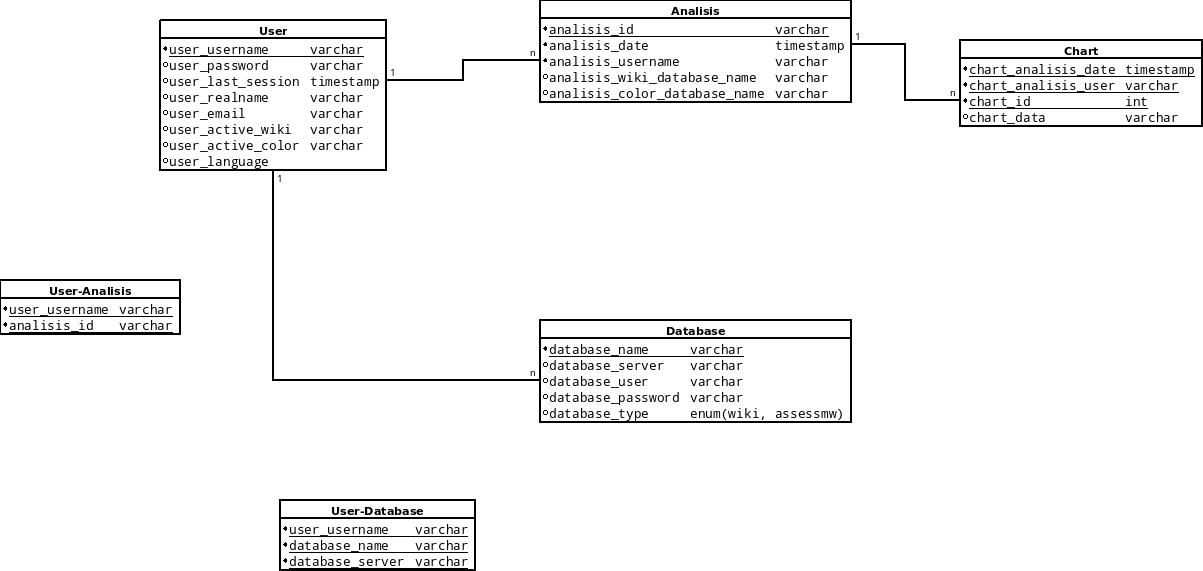 User
user_username varchar
user_password varchar
user_last_session timestamp
user_realname varchar
user_email varchar
user_active_wiki varchar
user_active_color varchar
user_language
1
n
Analisis
analisis_id varchar
analisis_date timestamp
analisis_username varchar
analisis_wiki_database_name varchar
analisis_color_database_name varchar
1
n
Chart
chart_analisis_date timestamp
chart_analisis_user varchar
chart_id int
chart_data varchar
1
User-Analisis
user_username varchar
analisis_id varchar
n
Database
database_name varchar
database_server varchar
database_user varchar
database_password varchar
database_type enum(wiki, assessmw)
User-Database
user_username varchar
database_name varchar
database_server varchar